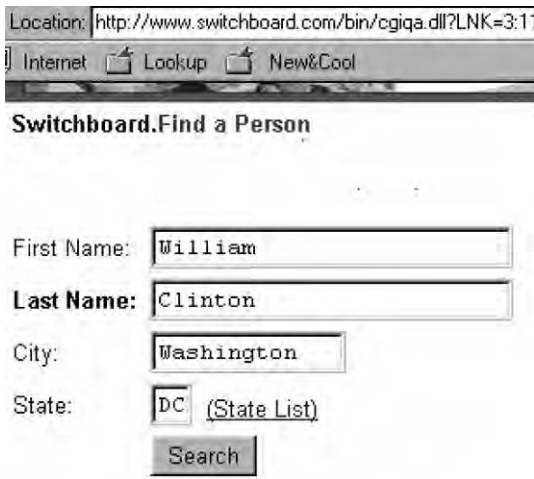 Location: http://www.switchboard.com/bin/cgiqa.dll?LNK=3:1
Internet Lookup New&Cool
Switchboard.Find a Person
First Name: William
Last Name: Clinton
City: Washington
State: DC (State List)
Search